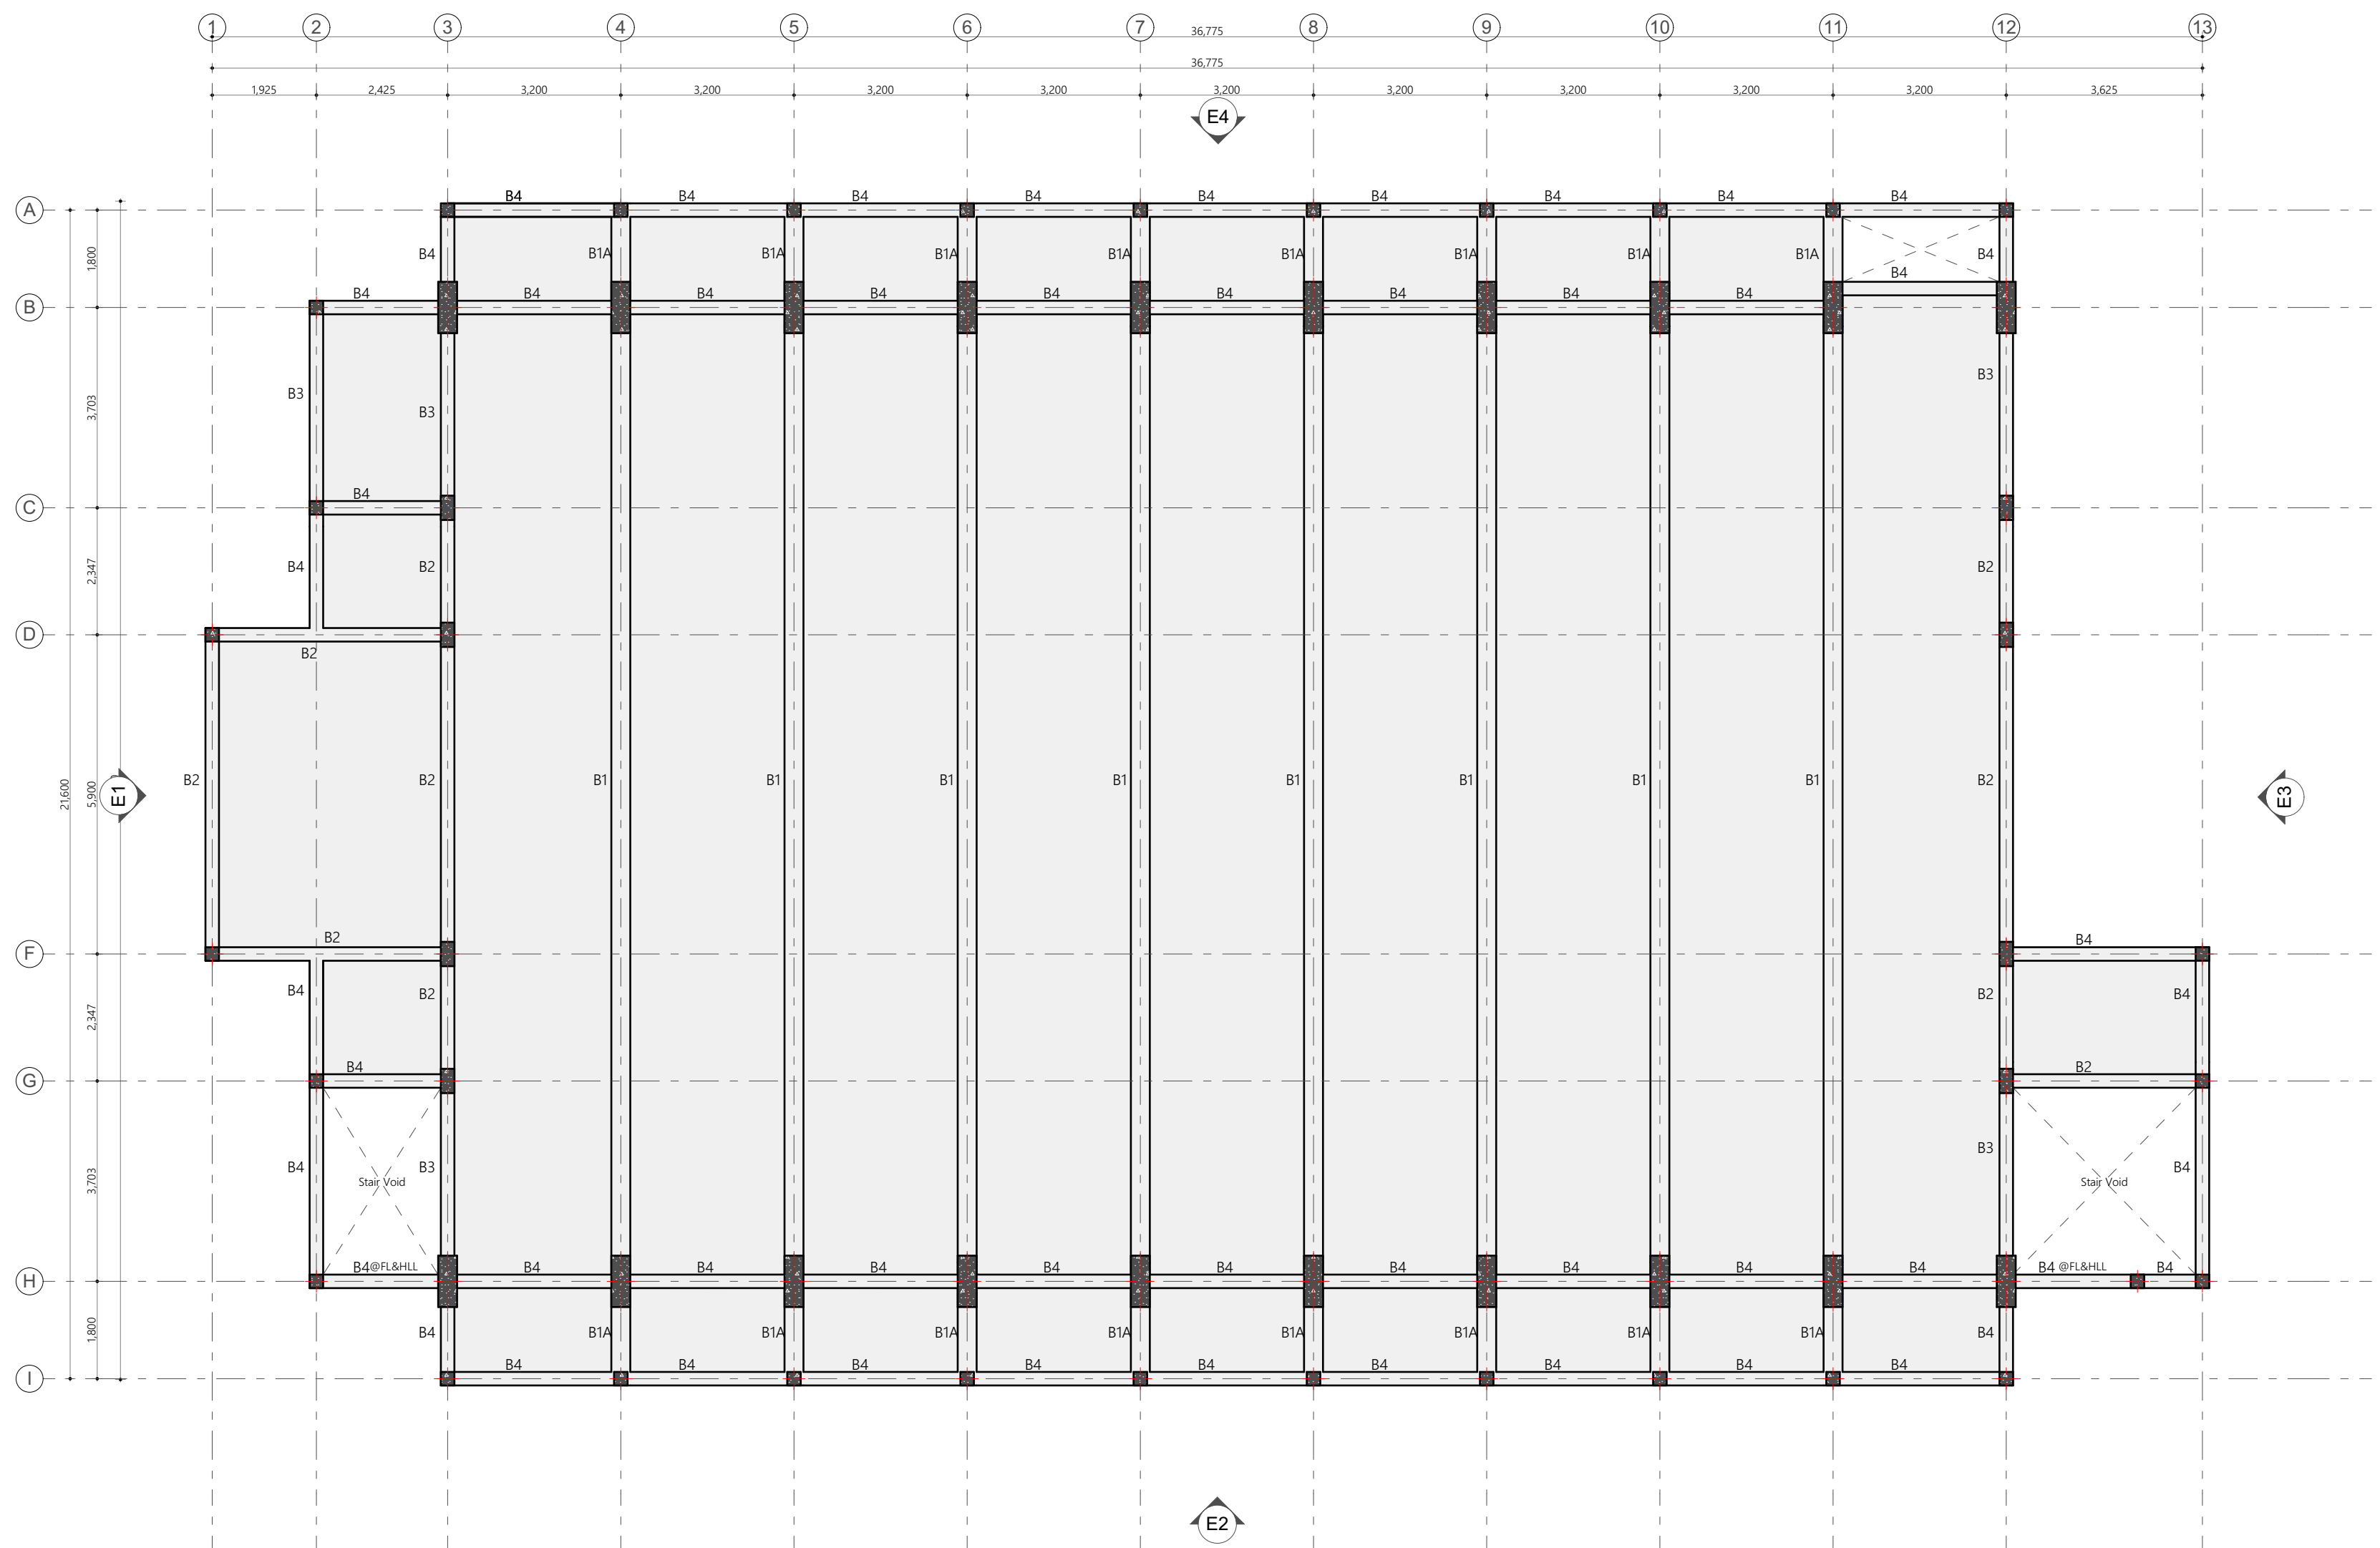 1 2 3 4 5 6 7 8 9 10 11 12 13
36,775
36,775
1,925 2,425 3,200 3,200 3,200 3,200 3,200 3,200 3,200 3,200 3,200 3,625
E4
B4 B4 B4 B4 B4 B4 B4 B4 B4
A
1,800
B4 B1A B1A B1A B1A B1A B1A B1A B1A B4
B4
B4 B4 B4 B4 B4 B4 B4 B4 B4
B
B3
B3 B3
3,703
B4
C
B4 B2 B2
2,347
D
B2
B2 B2 B1 B1 B1 B1 B1 B1 B1 B1 B2
21,600
5,900
E1
E3
B2 B4
F
B4 B2 B2 B4
2,347
B4 B2
G
B3
B4 B3 B4
3,703
Stair Void Stair Void
B4 @FL&HLL B4 B4 B4 B4 B4 B4 B4 B4 B4 B4 @FL&HLL B4
H
1,800
B4 B1A B1A B1A B1A B1A B1A B1A B1A B4
B4 B4 B4 B4 B4 B4 B4 B4 B4
I
E2